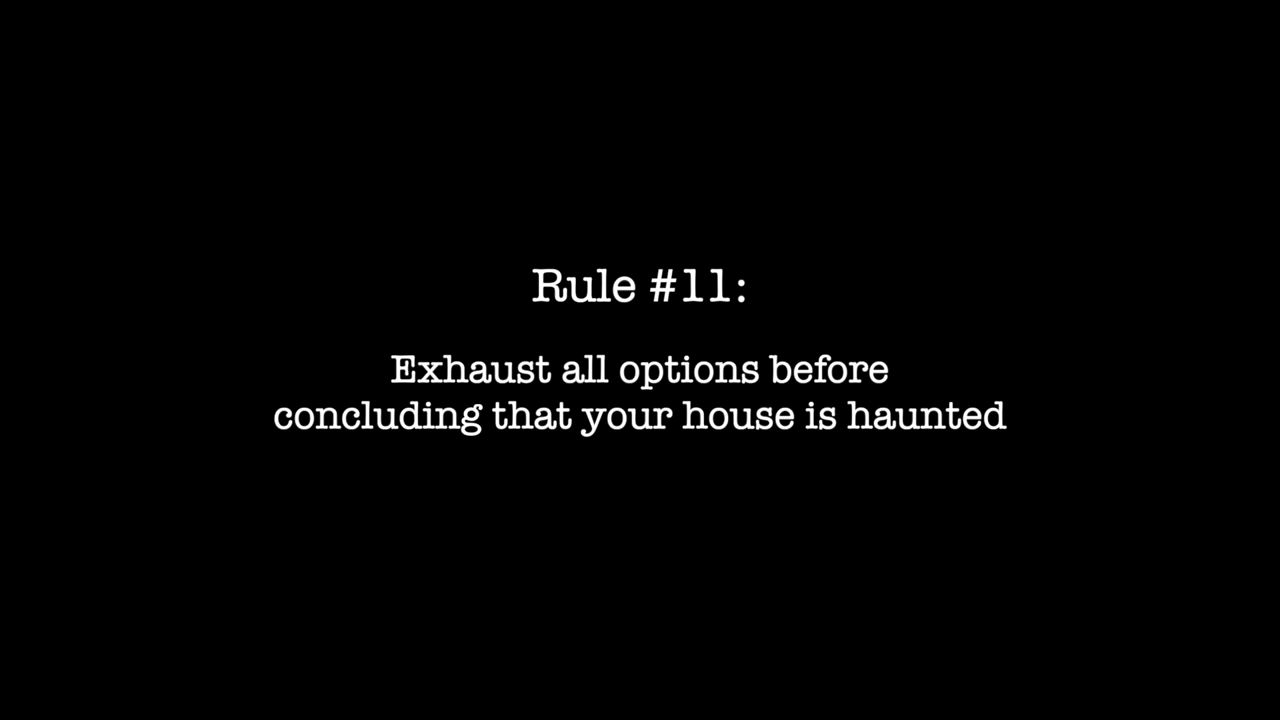 Rule #11:
Exhaust all options before
concluding that your house is haunted